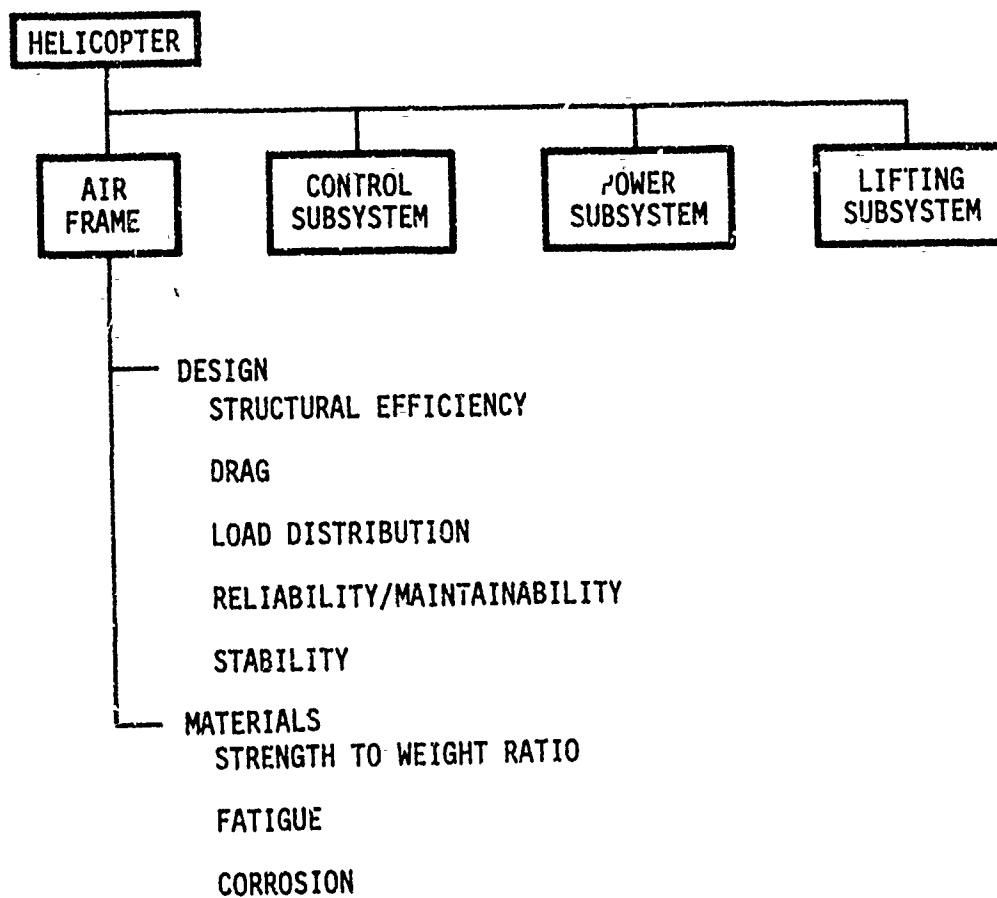 HELICOPTER
AIR
FRAME
CONTROL
SUBSYSTEM
POWER
SUBSYSTEM
LIFTING
SUBSYSTEM
DESIGN
STRUCTURAL EFFICIENCY
DRAG
LOAD DISTRIBUTION
RELIABILITY/MAINTAINABILITY
STABILITY
MATERIALS
STRENGTH TO WEIGHT RATIO
FATIGUE
CORROSION